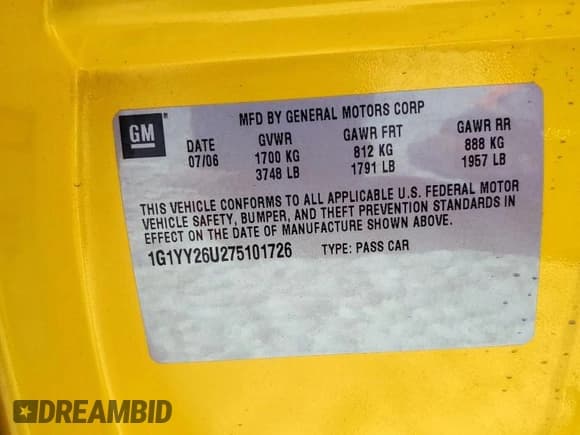 MFD BY GENERAL MOTORS CORP
GM ®
DATE GVWR GAWR FRT GAWR RR
07/06 1700 KG 812 KG 888 KG
3748 LB 1791 LB 1957 LB
THIS VEHICLE CONFORMS TO ALL APPLICABLE U.S. FEDERAL MOTOR
VEHICLE SAFETY, BUMPER, AND THEFT PREVENTION STANDARDS IN
EFFECT ON THE DATE OF MANUFACTURE SHOWN ABOVE.
1G1YY26U275101726 TYPE: PASS CAR
DREAMBID